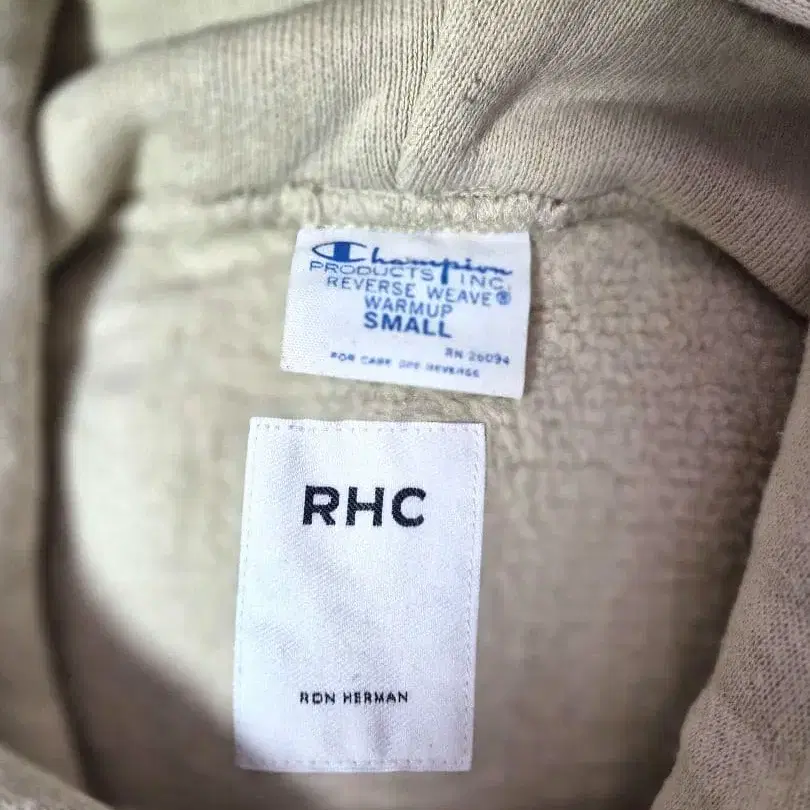 Champion
PRODUCTS INC.
REVERSE WEAVE®
WARMUP
SMALL
RN 26094
FOR CARE SEE REVERSE
RHC
RON HERMAN